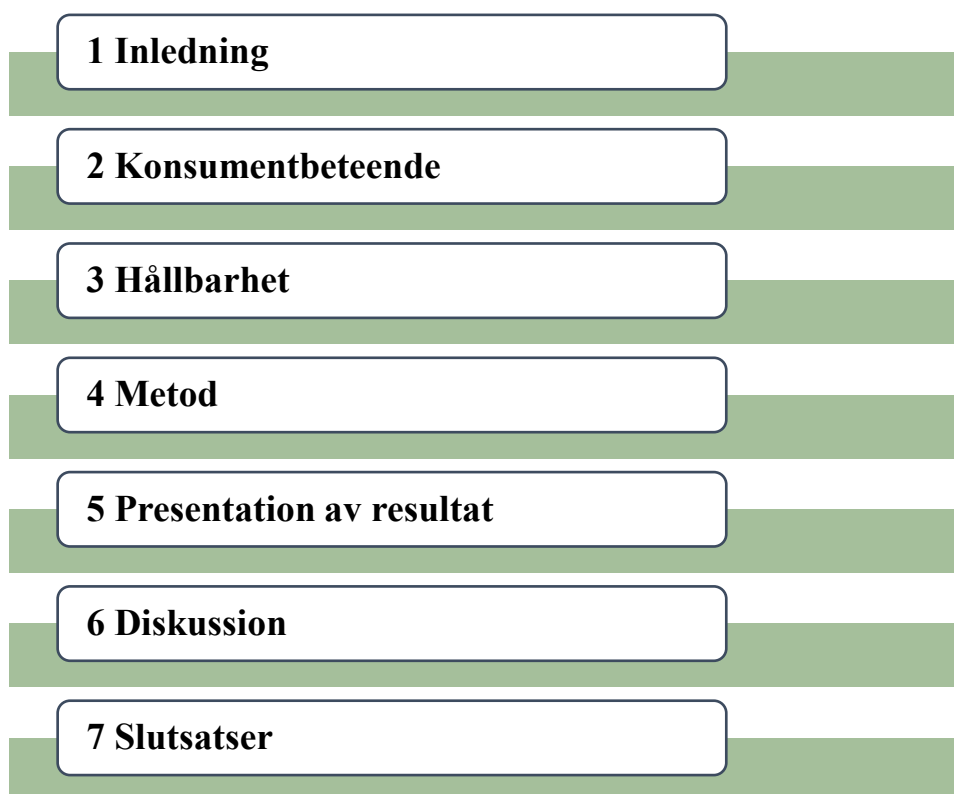 1 Inledning
2 Konsumentbeteende
3 Hållbarhet
4 Metod
5 Presentation av resultat
6 Diskussion
7 Slutsatser